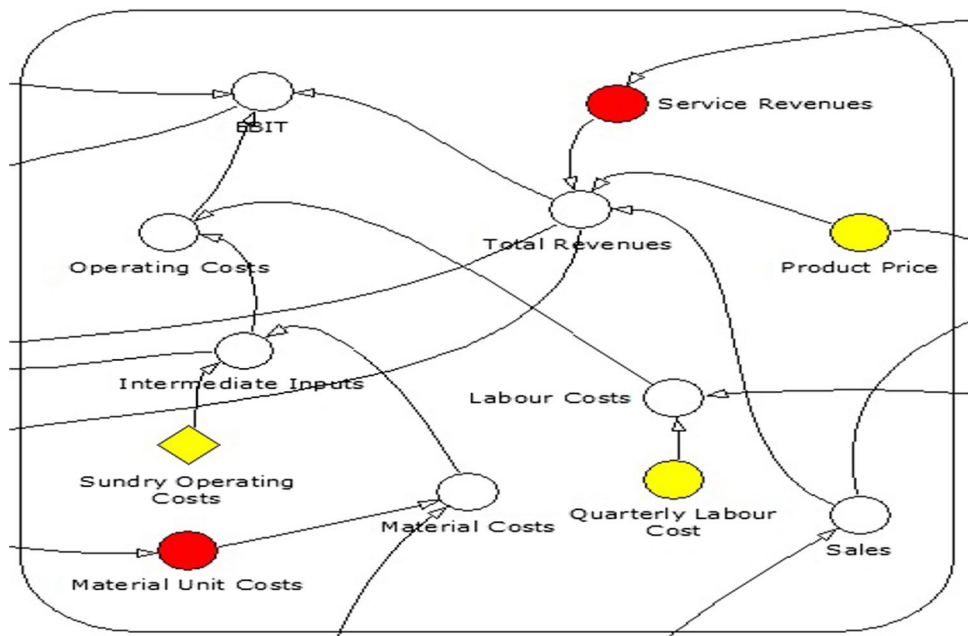 Service Revenues
EBIT
Total Revenues
Operating Costs
Product Price
Intermediate Inputs
Labour Costs
Sundry Operating
Costs
Material Costs
Quarterly Labour
Cost
Sales
Material Unit Costs